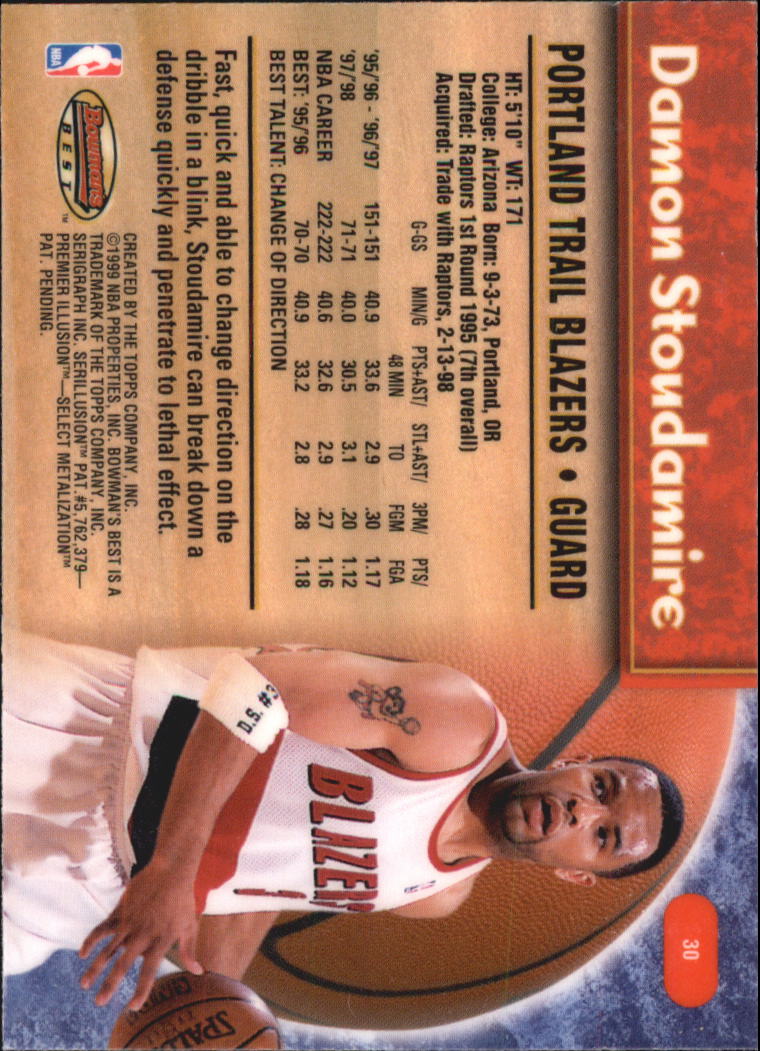 Damon Stoudamire
30
PORTLAND TRAIL BLAZERS • GUARD
HT: 5'10" WT: 171
College: Arizona Born: 9-3-73, Portland, OR
Drafted: Raptors 1st Round 1995 (7th overall)
Acquired: Trade with Raptors, 2-13-98
G-GS MIN/G PTS+AST/ STL+AST/ 3PM/ PTS/
48 MIN TO FGM FGA
'95/'96 - '96/'97 151-151 40.9 33.6 2.9 .30 1.17
'97/'98 71-71 40.0 30.5 3.1 .20 1.12
NBA CAREER 222-222 40.6 32.6 2.9 .27 1.16
BEST: '95/'96 70-70 40.9 33.2 2.8 .28 1.18
BEST TALENT: CHANGE OF DIRECTION
Fast, quick and able to change direction on the
dribble in a blink, Stoudamire can break down a
defense quickly and penetrate to lethal effect.
NBA
Bowman's
BEST™
CREATED BY THE TOPPS COMPANY, INC.
©1999 NBA PROPERTIES, INC. BOWMAN'S BEST IS A
TRADEMARK OF THE TOPPS COMPANY, INC.
SERIGRAPH INC. SERILLUSION™ PAT. #5,762,379—
PREMIER ILLUSION™—SELECT METALIZATION™
PAT. PENDING.
D.S. #3
BLAZERS
SPALDING